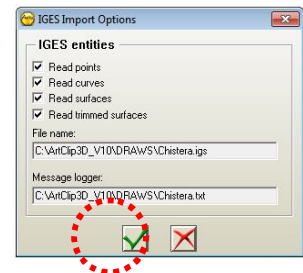 IGES Import Options
IGES entities
Read points
Read curves
Read surfaces
Read trimmed surfaces
File name:
C:\ArtClip3D_V10\DRAWS\Chistera.igs
Message logger:
C:\ArtClip3D_V10\DRAWS\Chistera.txt